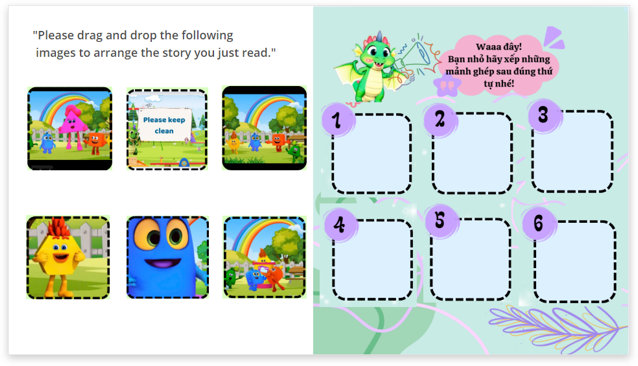 "Please drag and drop the following
images to arrange the story you just read."
Please keep
clean
Waaa đây!
Bạn nhỏ hãy xếp những
mảnh ghép sau đúng thứ
tự nhé!
1 2 3
4 5 6